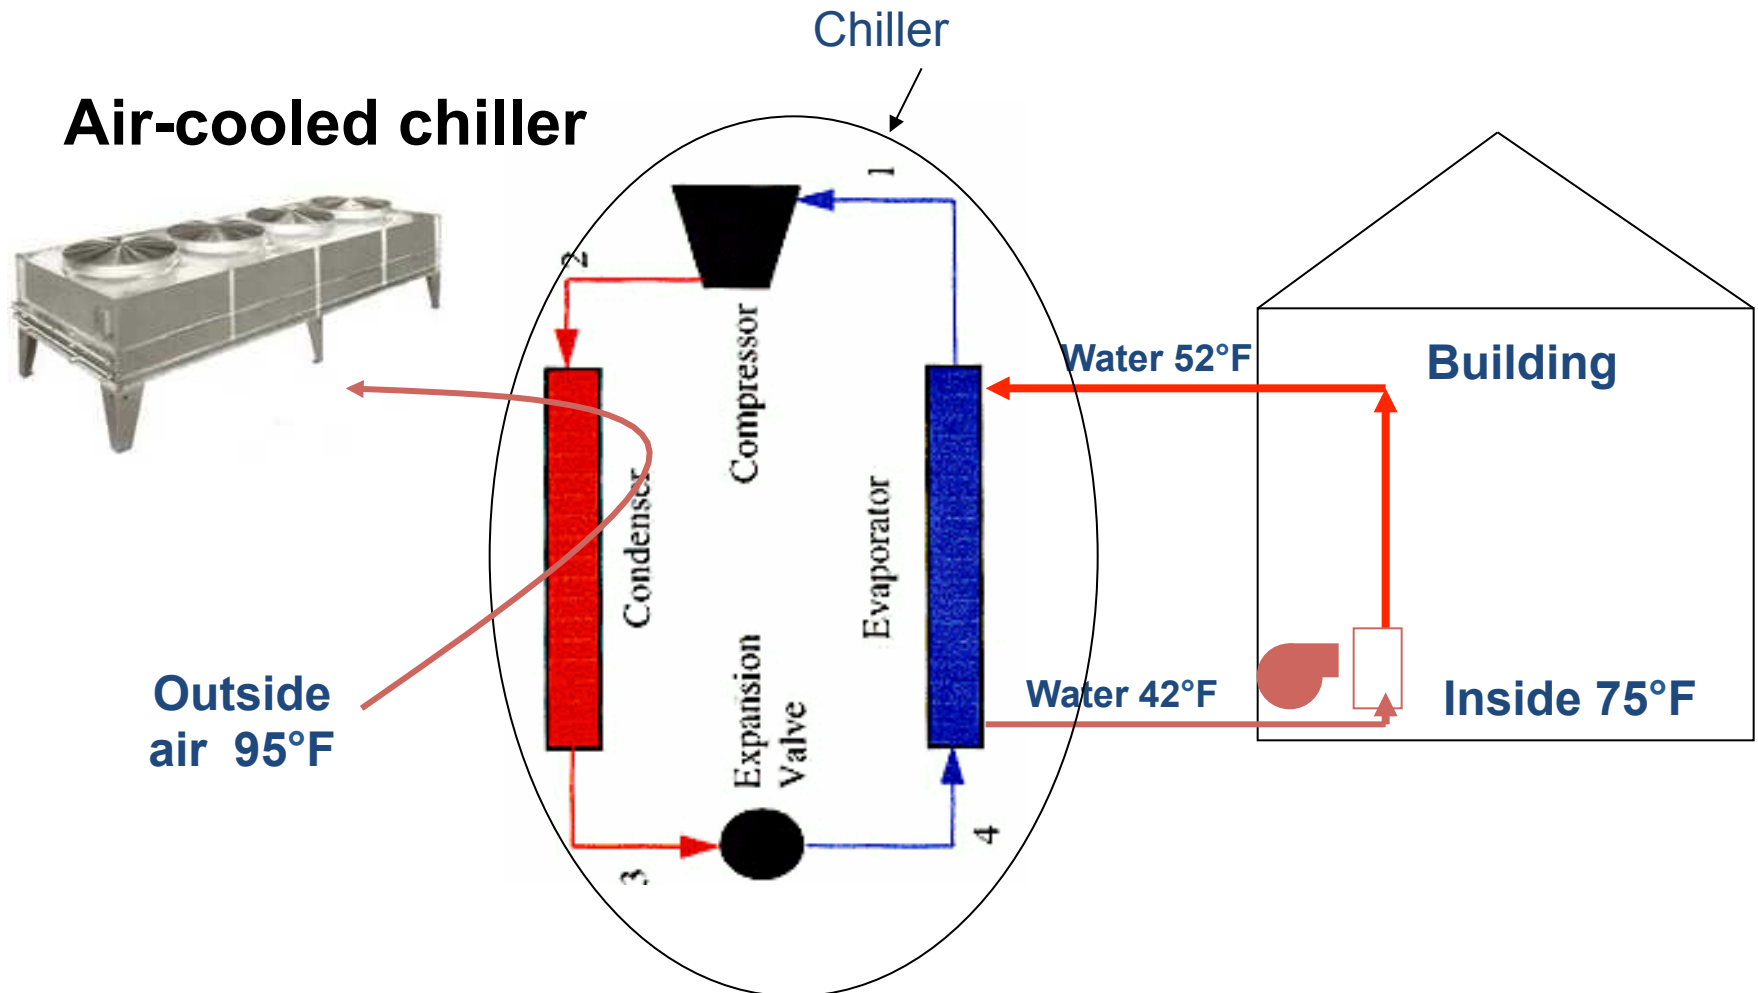 Chiller
Air-cooled chiller
1
2
Compressor
Condenser
Evaporator
Expansion
Valve
3
4
Water 52°F
Building
Water 42°F
Inside 75°F
Outside
air 95°F